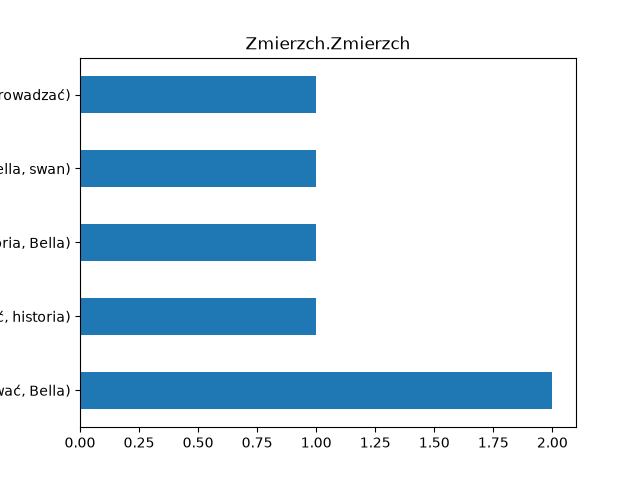 Zmierzch.Zmierzch
rowadzać)
ella, swan)
oria, Bella)
ć, historia)
wać, Bella)
0.00 0.25 0.50 0.75 1.00 1.25 1.50 1.75 2.00